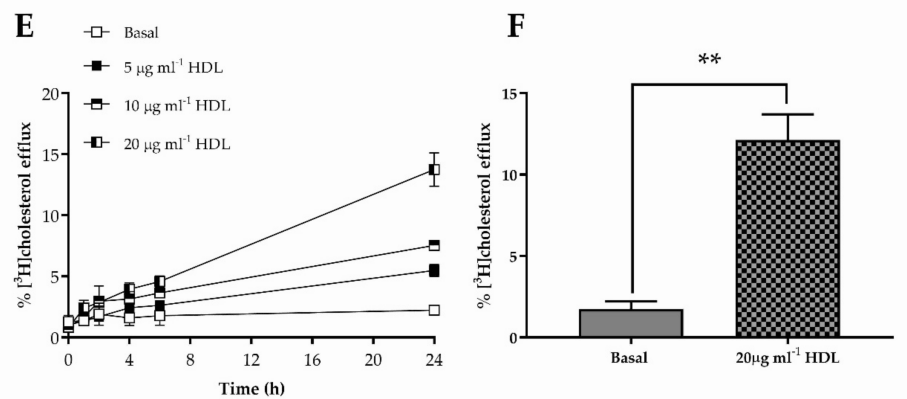 E
Basal
5 μg ml⁻¹ HDL
10 μg ml⁻¹ HDL
20 μg ml⁻¹ HDL
% [³H]cholesterol efflux
20
15
10
5
0
0 4 8 12 16 20 24
Time (h)
F
**
% [³H]cholesterol efflux
15
10
5
0
Basal 20μg ml⁻¹ HDL